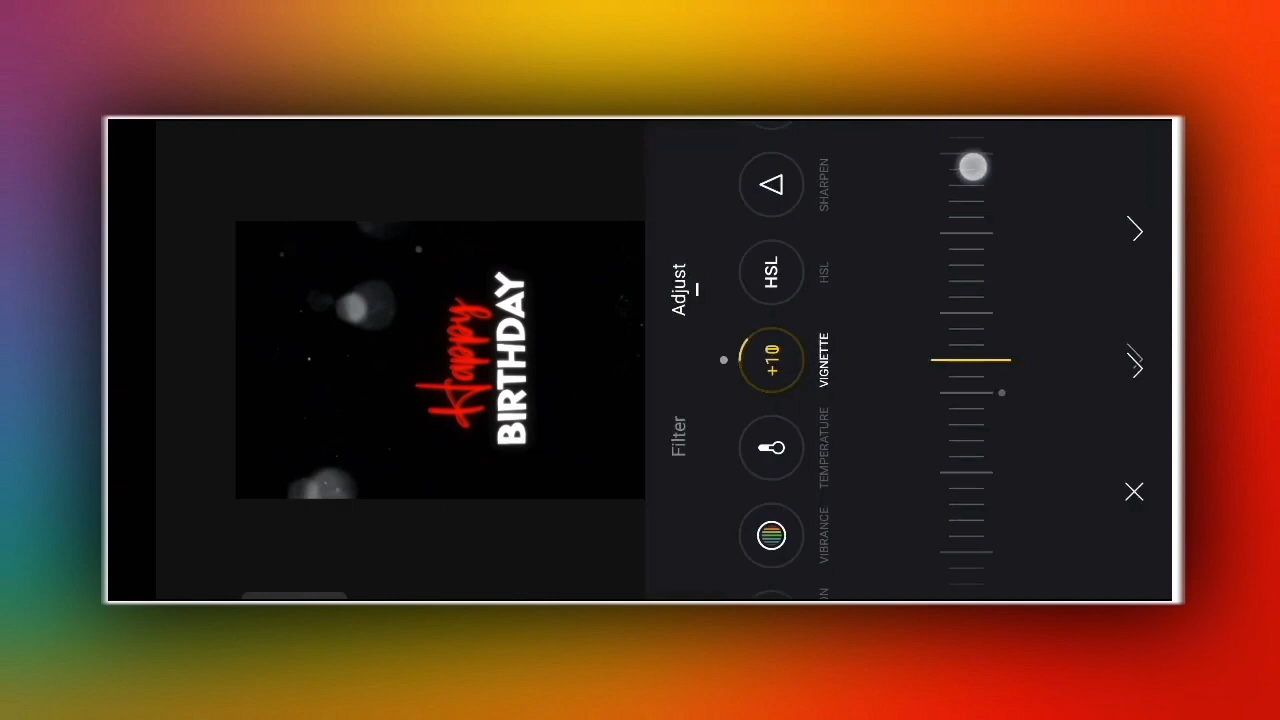 Happy
BIRTHDAY
Filter
Adjust
HSL
+10
VIBRANCE
TEMPERATURE
VIGNETTE
HSL
SHARPEN